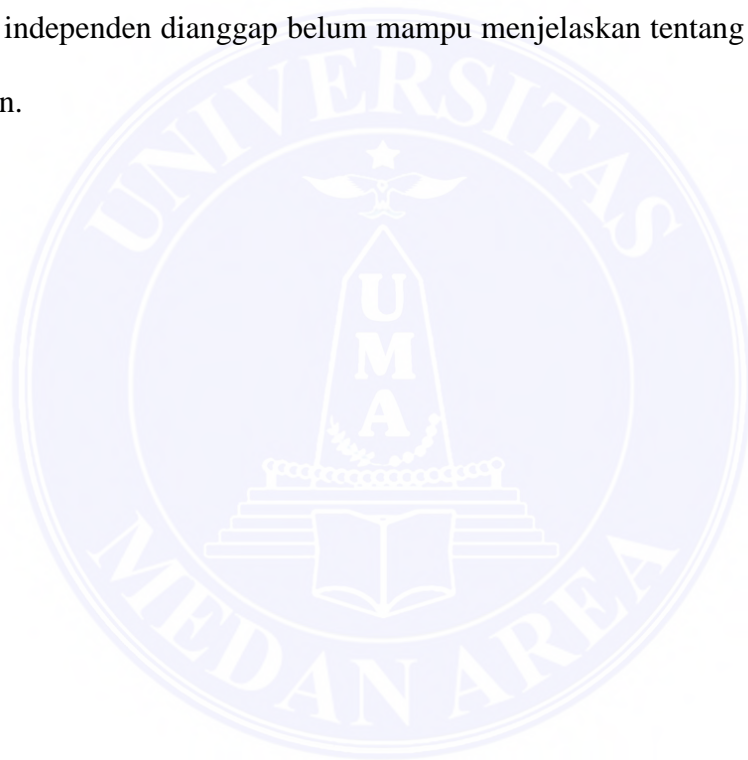 independen dianggap belum mampu menjelaskan tentang
n.
UNIVERSITAS
U
M
A
MEDAN AREA